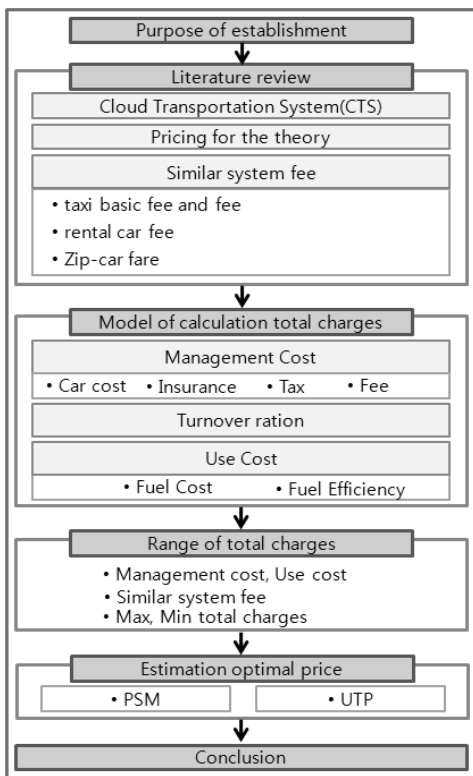 Purpose of establishment
Literature review
Cloud Transportation System(CTS)
Pricing for the theory
Similar system fee
• taxi basic fee and fee
• rental car fee
• Zip-car fare
Model of calculation total charges
Management Cost
• Car cost • Insurance • Tax • Fee
Turnover ration
Use Cost
• Fuel Cost • Fuel Efficiency
Range of total charges
• Management cost, Use cost
• Similar system fee
• Max, Min total charges
Estimation optimal price
• PSM • UTP
Conclusion